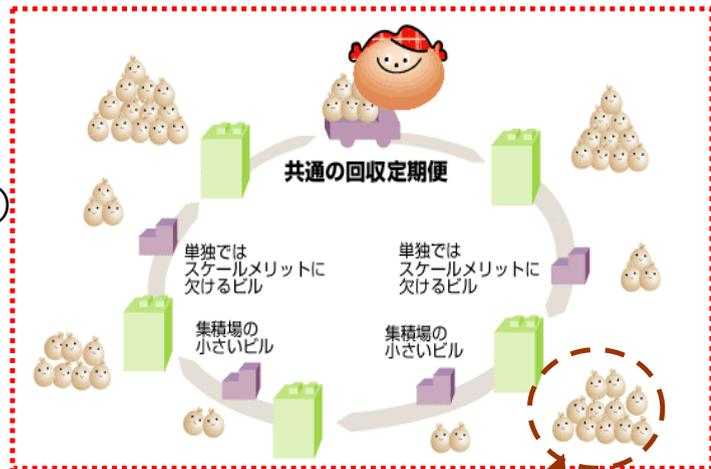 共通の回収定期便
単独では
スケールメリットに
欠けるビル
単独では
スケールメリットに
欠けるビル
集積場の
小さいビル
集積場の
小さいビル